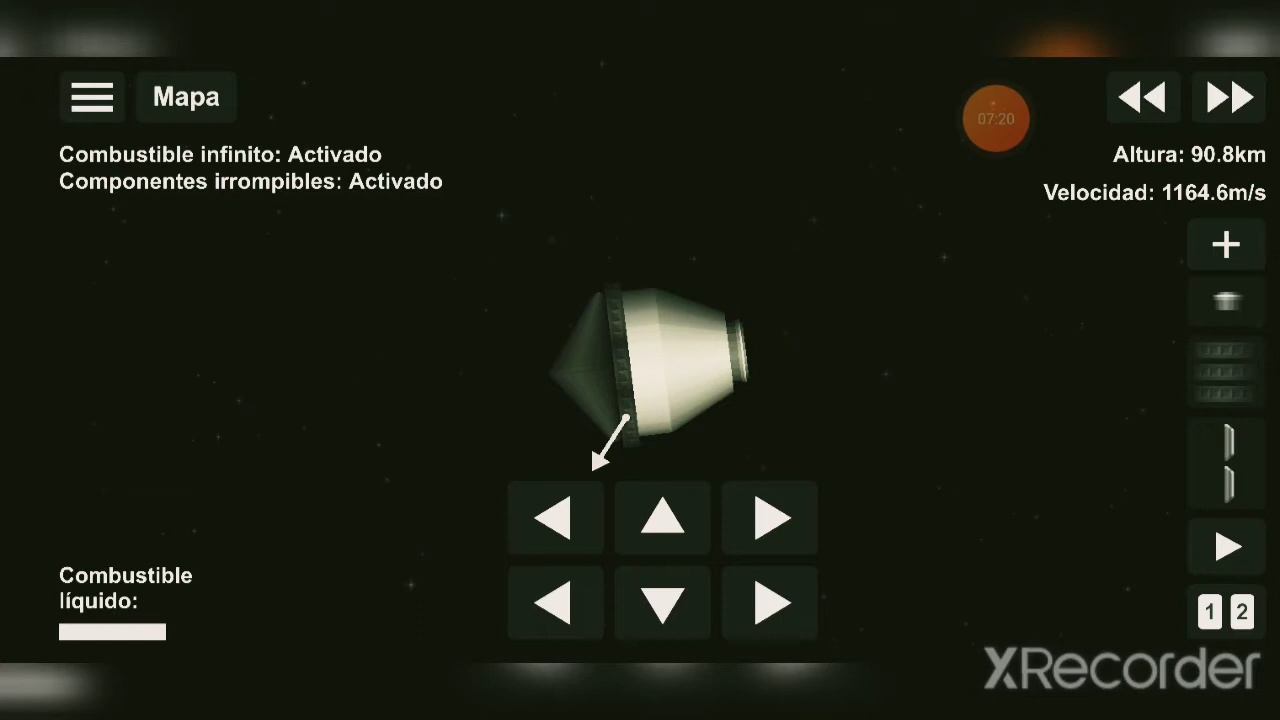 Mapa
07:20
Combustible infinito: Activado
Componentes irrompibles: Activado
Altura: 90.8km
Velocidad: 1164.6m/s
Combustible
líquido:
1 2
XRecorder